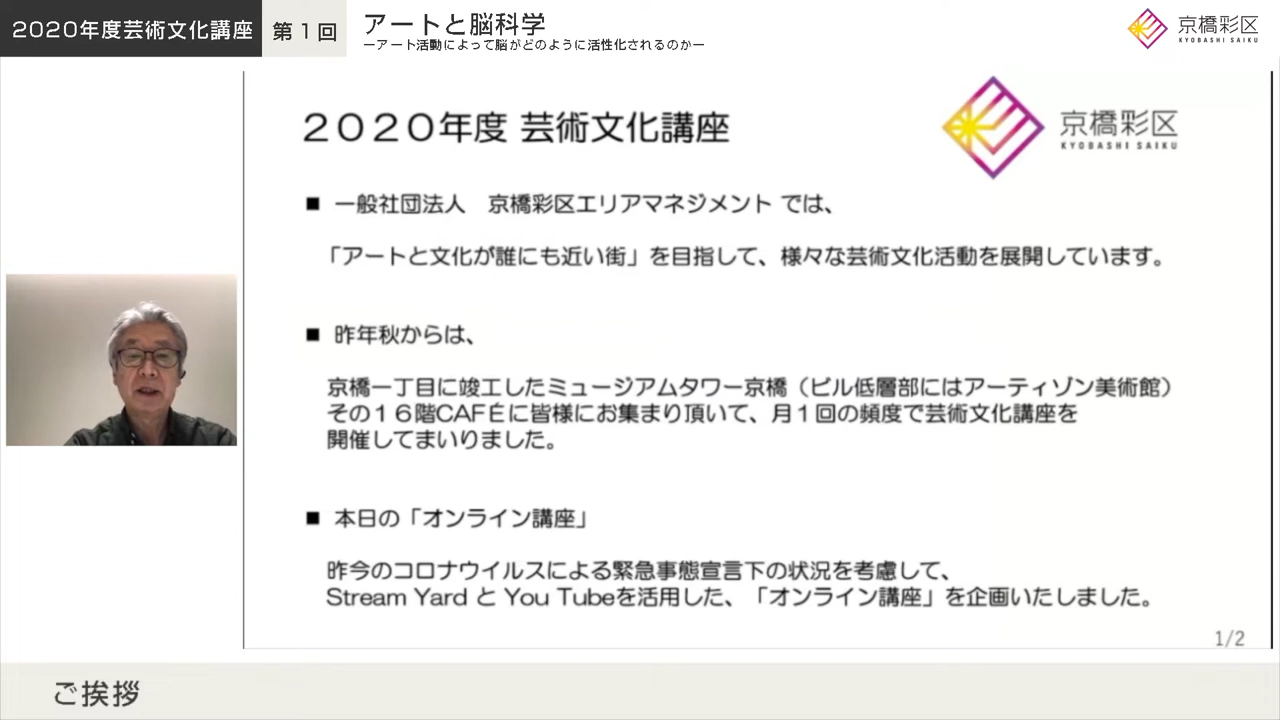 2020年度芸術文化講座
第1回
アートと脳科学
ーアート活動によって脳がどのように活性化されるのかー
京橋彩区
KYOBASHI SAIKU
２０２０年度 芸術文化講座
京橋彩区
KYOBASHI SAIKU
■ 一般社団法人　京橋彩区エリアマネジメント では、
「アートと文化が誰にも近い街」を目指して、様々な芸術文化活動を展開しています。
■ 昨年秋からは、
京橋一丁目に竣工したミュージアムタワー京橋（ビル低層部にはアーティゾン美術館）
その１６階CAFÉに皆様にお集まり頂いて、月１回の頻度で芸術文化講座を
開催してまいりました。
■ 本日の「オンライン講座」
昨今のコロナウイルスによる緊急事態宣言下の状況を考慮して、
Stream Yard と You Tubeを活用した、「オンライン講座」を企画いたしました。
1/2
ご挨拶